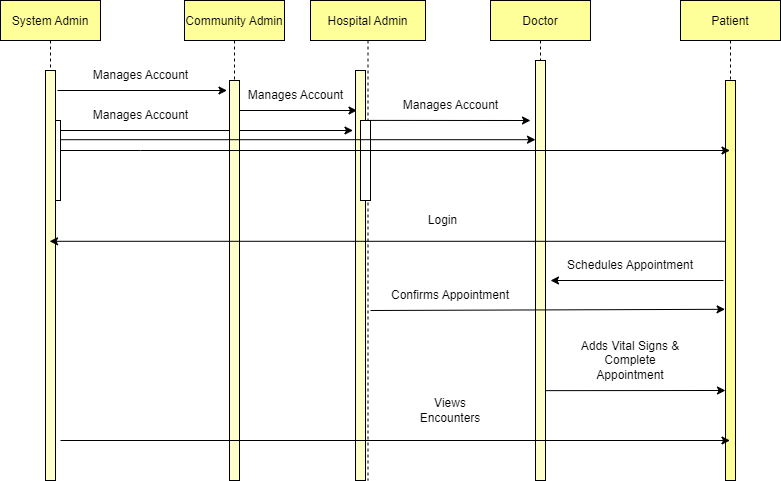 System Admin
Community Admin
Hospital Admin
Doctor
Patient
Manages Account
Manages Account
Manages Account
Manages Account
Login
Schedules Appointment
Confirms Appointment
Adds Vital Signs &
Complete
Appointment
Views
Encounters